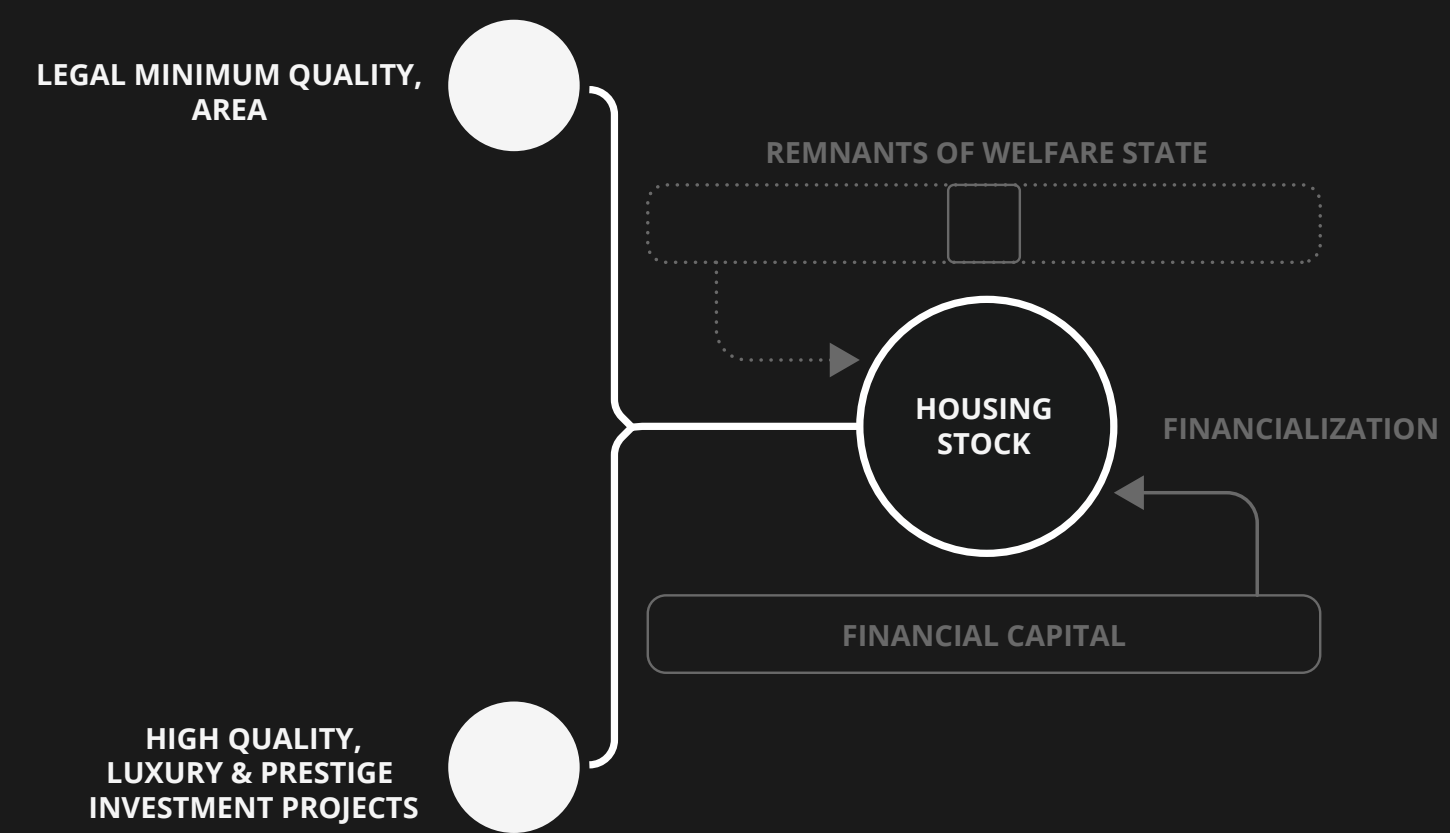 LEGAL MINIMUM QUALITY,
AREA
REMNANTS OF WELFARE STATE
HOUSING
STOCK
FINANCIALIZATION
FINANCIAL CAPITAL
HIGH QUALITY,
LUXURY & PRESTIGE
INVESTMENT PROJECTS